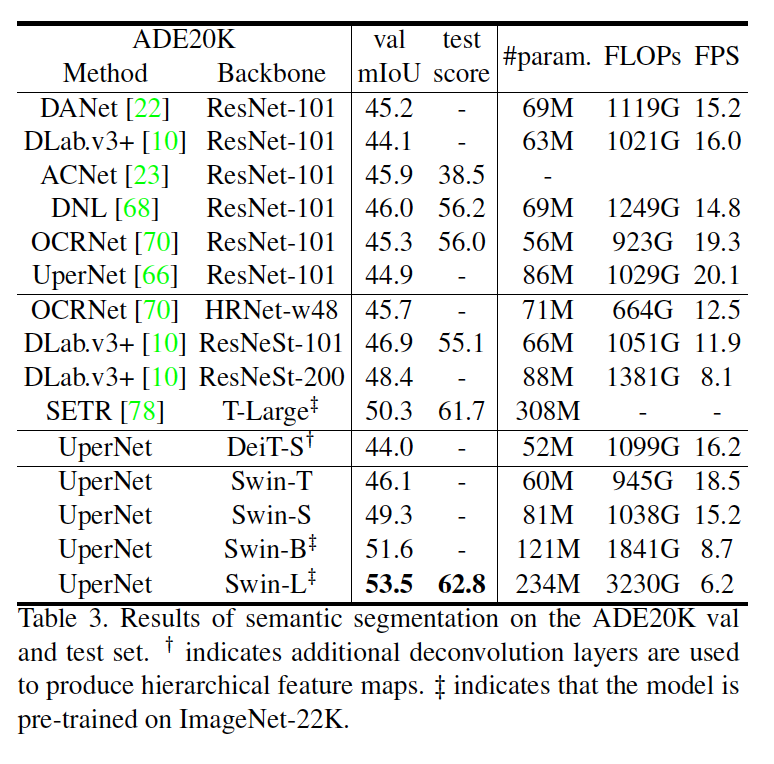 ADE20K val test #param. FLOPs FPS
Method Backbone mIoU score
DANet [22] ResNet-101 45.2 - 69M 1119G 15.2
DLab.v3+ [10] ResNet-101 44.1 - 63M 1021G 16.0
ACNet [23] ResNet-101 45.9 38.5 -
DNL [68] ResNet-101 46.0 56.2 69M 1249G 14.8
OCRNet [70] ResNet-101 45.3 56.0 56M 923G 19.3
UperNet [66] ResNet-101 44.9 - 86M 1029G 20.1
OCRNet [70] HRNet-w48 45.7 - 71M 664G 12.5
DLab.v3+ [10] ResNeSt-101 46.9 55.1 66M 1051G 11.9
DLab.v3+ [10] ResNeSt-200 48.4 - 88M 1381G 8.1
SETR [78] T-Large‡ 50.3 61.7 308M - -
UperNet DeiT-S† 44.0 - 52M 1099G 16.2
UperNet Swin-T 46.1 - 60M 945G 18.5
UperNet Swin-S 49.3 - 81M 1038G 15.2
UperNet Swin-B‡ 51.6 - 121M 1841G 8.7
UperNet Swin-L‡ 53.5 62.8 234M 3230G 6.2
Table 3. Results of semantic segmentation on the ADE20K val
and test set. † indicates additional deconvolution layers are used
to produce hierarchical feature maps. ‡ indicates that the model is
pre-trained on ImageNet-22K.